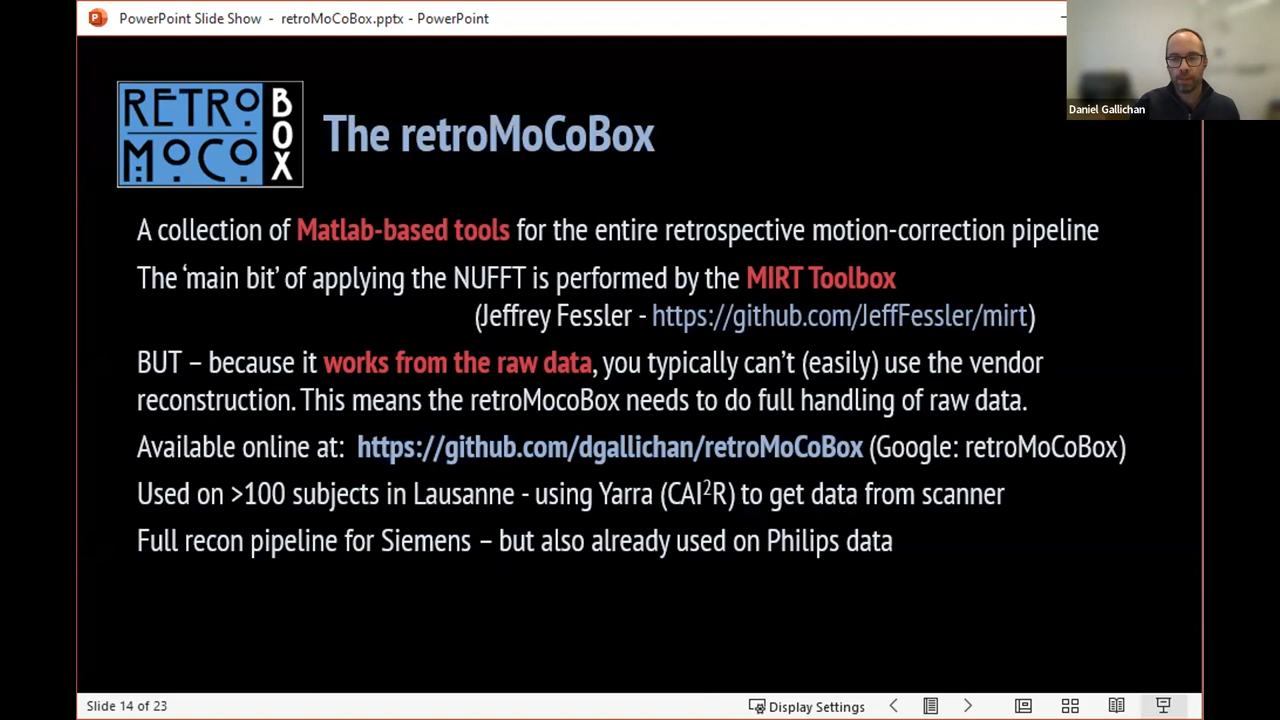 PowerPoint Slide Show - retroMoCoBox.pptx - PowerPoint
Daniel Gallichan
RETRO
MOCO
BOX
The retroMoCoBox
A collection of Matlab-based tools for the entire retrospective motion-correction pipeline
The ‘main bit’ of applying the NUFFT is performed by the MIRT Toolbox
(Jeffrey Fessler - https://github.com/JeffFessler/mirt)
BUT – because it works from the raw data, you typically can’t (easily) use the vendor
reconstruction. This means the retroMocoBox needs to do full handling of raw data.
Available online at: https://github.com/dgallichan/retroMoCoBox (Google: retroMoCoBox)
Used on >100 subjects in Lausanne - using Yarra (CAI²R) to get data from scanner
Full recon pipeline for Siemens – but also already used on Philips data
Slide 14 of 23
Display Settings